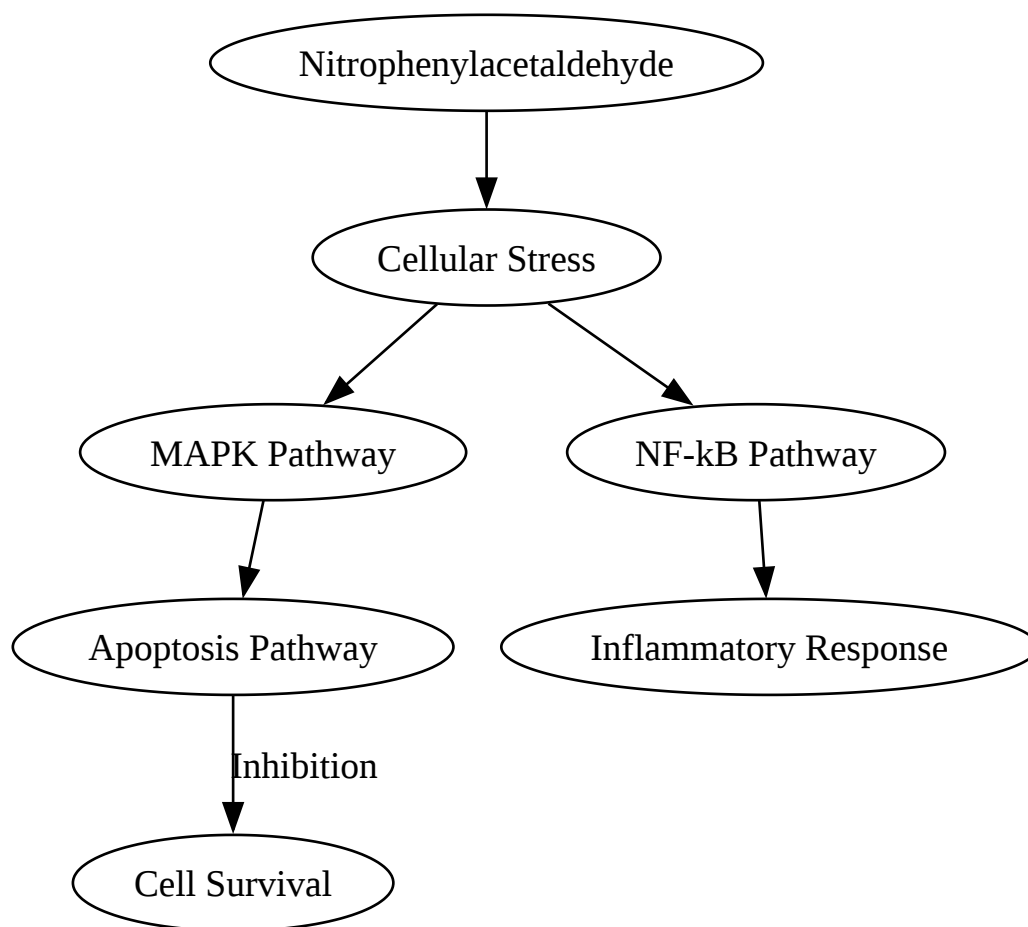 Nitrophenylacetaldehyde
Cellular Stress
MAPK Pathway
NF-kB Pathway
Apoptosis Pathway
Inflammatory Response
Inhibition
Cell Survival